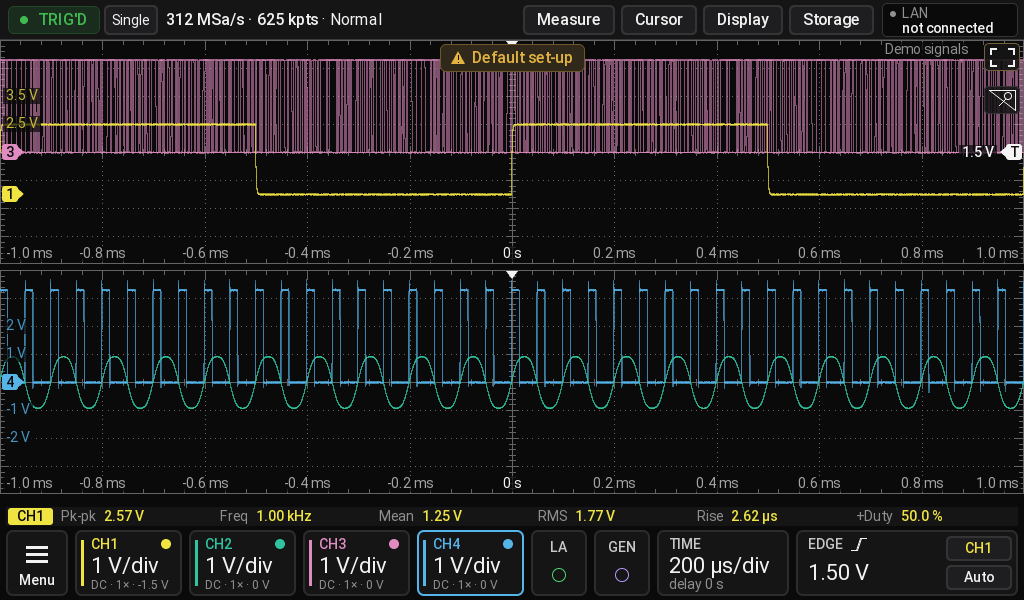 TRIG'D Single 312 MSa/s · 625 kpts · Normal Measure Cursor Display Storage LAN
not connected
Demo signals
Default set-up
3.5 V
2.5 V
3
1.5 V T
1
-1.0 ms -0.8 ms -0.6 ms -0.4 ms -0.2 ms 0 s 0.2 ms 0.4 ms 0.6 ms 0.8 ms 1.0 ms
2 V
1 V
4
-1 V
-2 V
-1.0 ms -0.8 ms -0.6 ms -0.4 ms -0.2 ms 0 s 0.2 ms 0.4 ms 0.6 ms 0.8 ms 1.0 ms
CH1 Pk-pk 2.57 V Freq 1.00 kHz Mean 1.25 V RMS 1.77 V Rise 2.62 µs +Duty 50.0 %
Menu
CH1
1 V/div
DC · 1× · -1.5 V
CH2
1 V/div
DC · 1× · 0 V
CH3
1 V/div
DC · 1× · 0 V
CH4
1 V/div
DC · 1× · 0 V
LA
GEN
TIME
200 µs/div
delay 0 s
EDGE
1.50 V
CH1
Auto